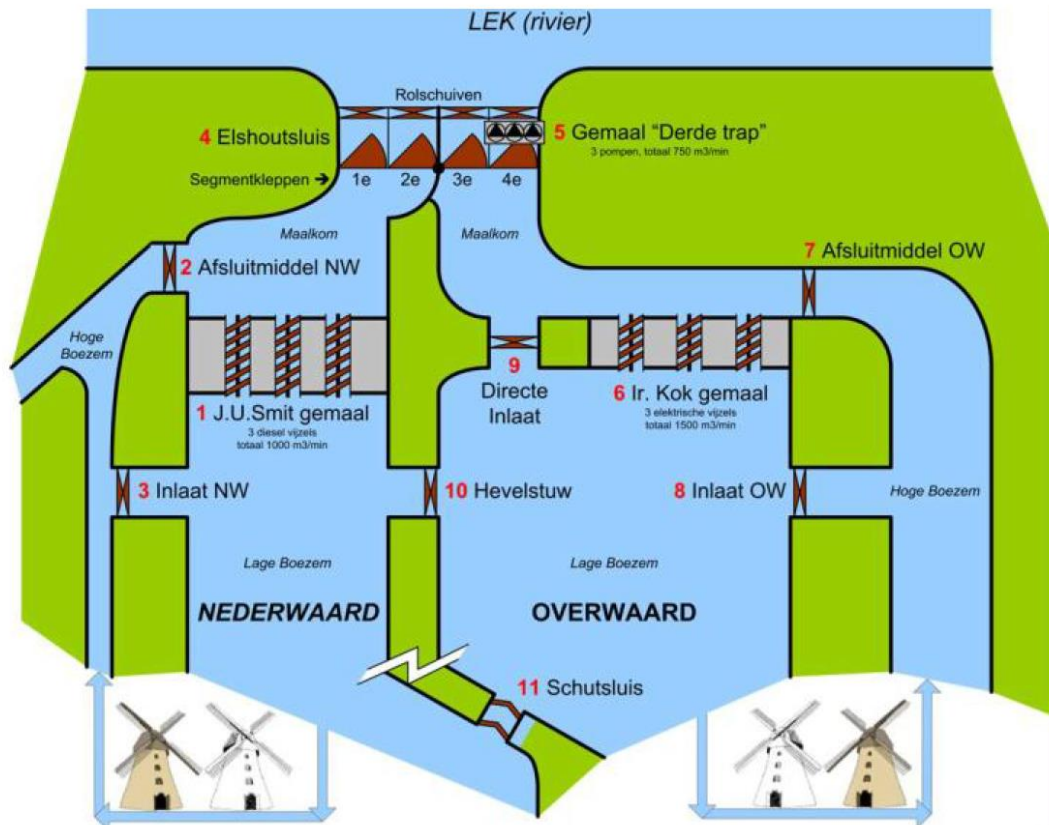 LEK (rivier)
Rolschuiven
4 Elshoutsluis
5 Gemaal “Derde trap”
3 pompen, totaal 750 m3/min
Segmentkleppen →
1e 2e 3e 4e
Maalkom
Maalkom
2 Afsluitmiddel NW
7 Afsluitmiddel OW
Hoge
Boezem
9
Directe
Inlaat
1 J.U.Smit gemaal
3 diesel vijzels
totaal 1000 m3/min
6 Ir. Kok gemaal
3 elektrische vijzels
totaal 1500 m3/min
3 Inlaat NW
10 Hevelstuw
8 Inlaat OW
Hoge Boezem
Lage Boezem
Lage Boezem
NEDERWAARD
OVERWAARD
11 Schutsluis